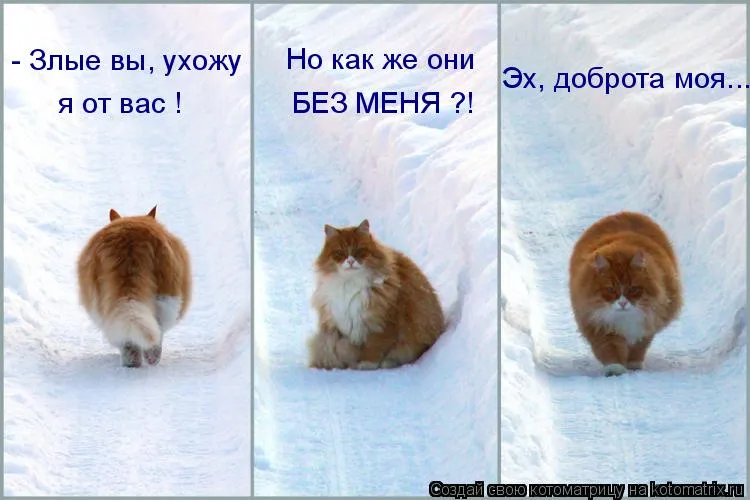 - Злые вы, ухожу
я от вас !
Но как же они
БЕЗ МЕНЯ ?!
Эх, доброта моя...
Создай свою котоматрицу на kotomatrix.ru